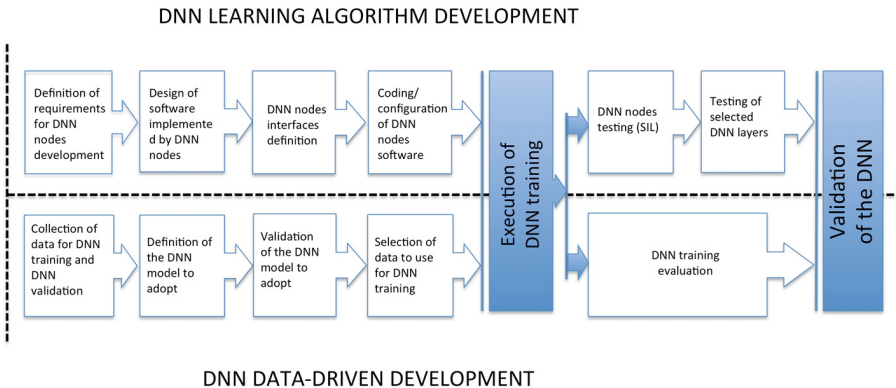 DNN LEARNING ALGORITHM DEVELOPMENT
Definition of
requirements
for DNN
nodes
development
Design of
software
implemente
d by DNN
nodes
DNN nodes
interfaces
definition
Coding/
configuration
of DNN
nodes
software
Execution of
DNN training
DNN nodes
testing (SIL)
Testing of
selected
DNN layers
Validation
of the DNN
Collection of
data for DNN
training and
DNN
validation
Definition of
the DNN
model to
adopt
Validation
of the DNN
model to
adopt
Selection of
data to use
for DNN
training
DNN training
evaluation
DNN DATA-DRIVEN DEVELOPMENT